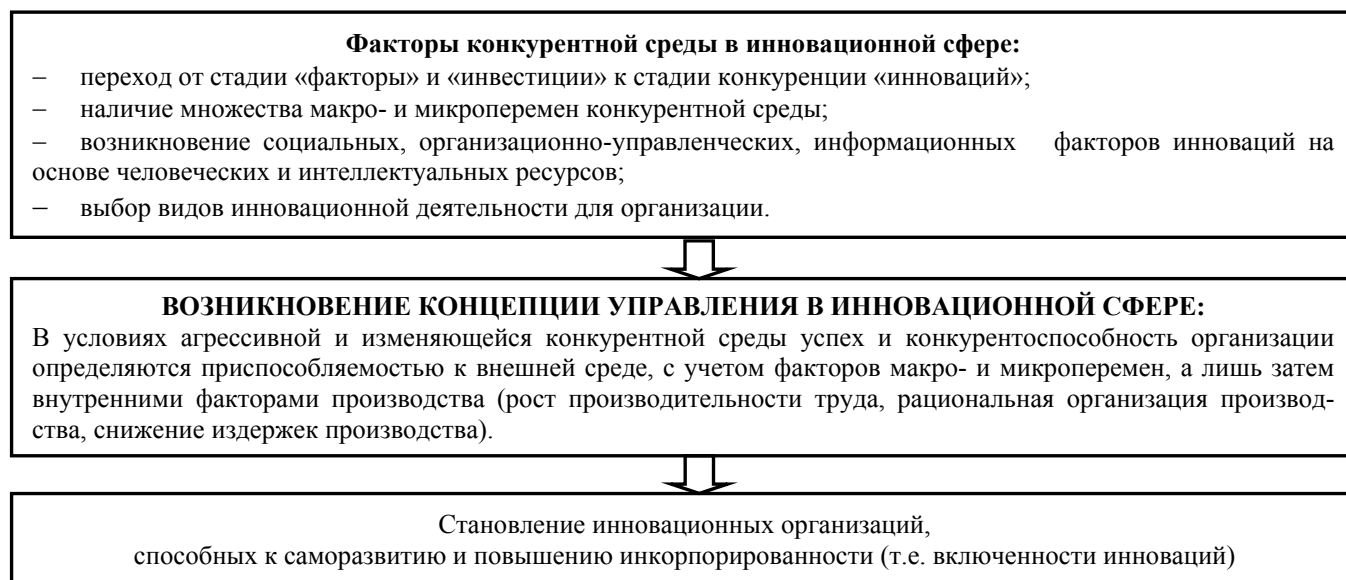 Факторы конкурентной среды в инновационной сфере:
– переход от стадии «факторы» и «инвестиции» к стадии конкуренции «инноваций»;
– наличие множества макро- и микроперемен конкурентной среды;
– возникновение социальных, организационно-управленческих, информационных факторов инноваций на
основе человеческих и интеллектуальных ресурсов;
– выбор видов инновационной деятельности для организации.
ВОЗНИКНОВЕНИЕ КОНЦЕПЦИИ УПРАВЛЕНИЯ В ИННОВАЦИОННОЙ СФЕРЕ:
В условиях агрессивной и изменяющейся конкурентной среды успех и конкурентоспособность организации
определяются приспособляемостью к внешней среде, с учетом факторов макро- и микроперемен, а лишь затем
внутренними факторами производства (рост производительности труда, рациональная организация производ-
ства, снижение издержек производства).
Становление инновационных организаций,
способных к саморазвитию и повышению инкорпорированности (т.е. включенности инноваций)